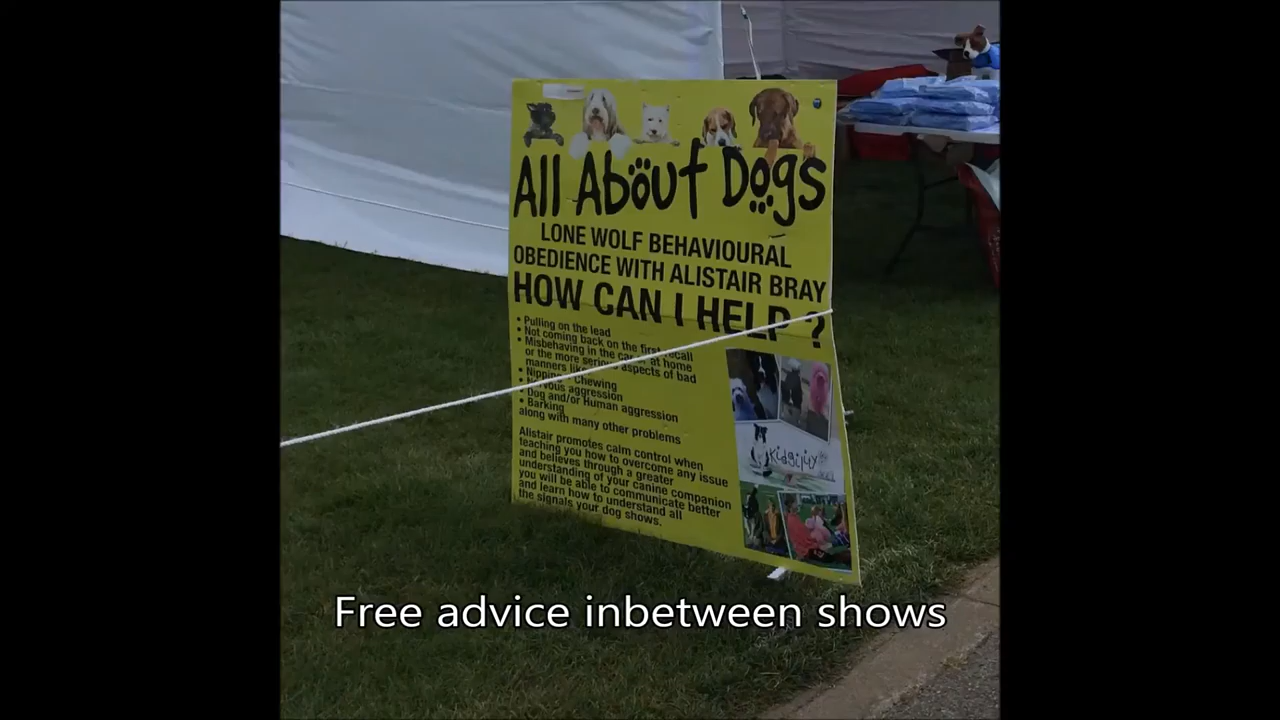 All About Dogs
LONE WOLF BEHAVIOURAL
OBEDIENCE WITH ALISTAIR BRAY
HOW CAN I HELP ?
• Pulling on the lead
• Not coming back on the first recall
• Misbehaving in the car or at home
or the more serious aspects of bad
manners like
• Nipping Chewing
• Nervous aggression
• Dog and/or Human aggression
• Barking
along with many other problems
Alistair promotes calm control when
teaching you how to overcome any issue
and believes through a greater
understanding of your canine companion
you will be able to communicate better
and learn how to understand all
the signals your dog shows.
Kidgility
Free advice inbetween shows